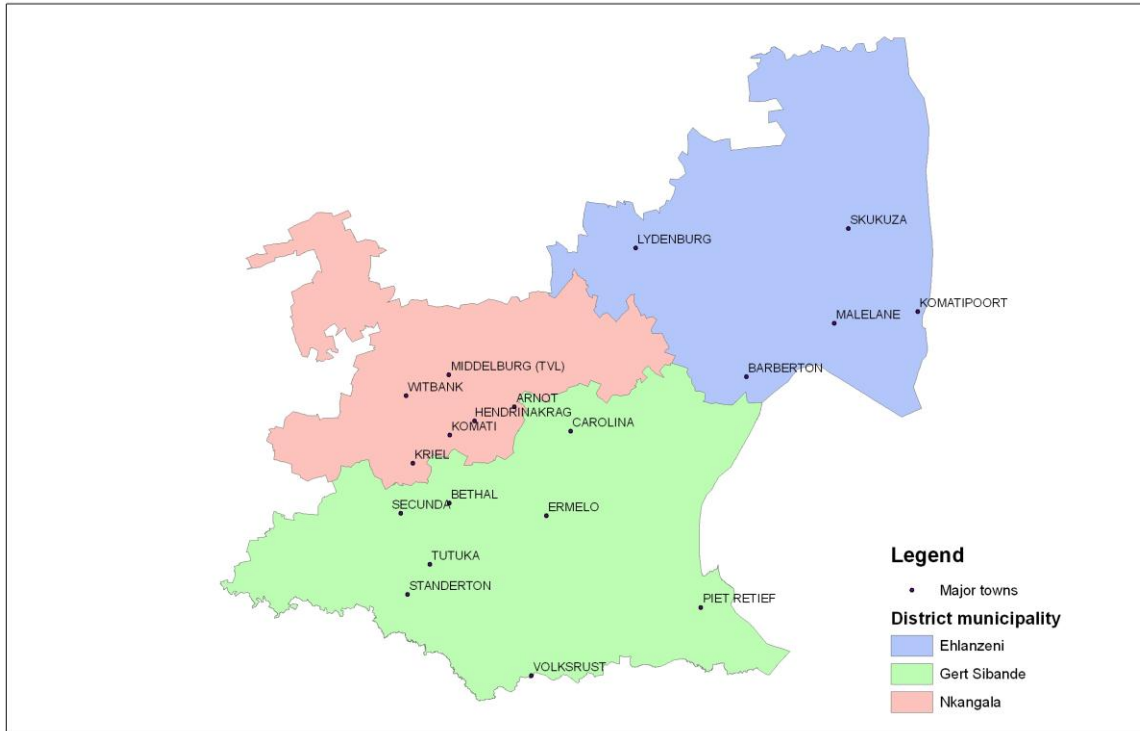 SKUKUZA
LYDENBURG
KOMATIPOORT
MALELANE
MIDDELBURG (TVL)
BARBERTON
WITBANK
ARNOT
HENDRINAKRAG
CAROLINA
KOMATI
KRIEL
BETHAL
SECUNDA
ERMELO
TUTUKA
STANDERTON
PIET RETIEF
VOLKSRUST
Legend
Major towns
District municipality
Ehlanzeni
Gert Sibande
Nkangala